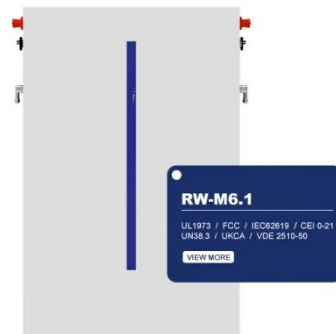 RW-M6.1
UL1973 / FCC / IEC62619 / CEI 0-21
UN38.3 / UKCA / VDE 2510-50
VIEW MORE